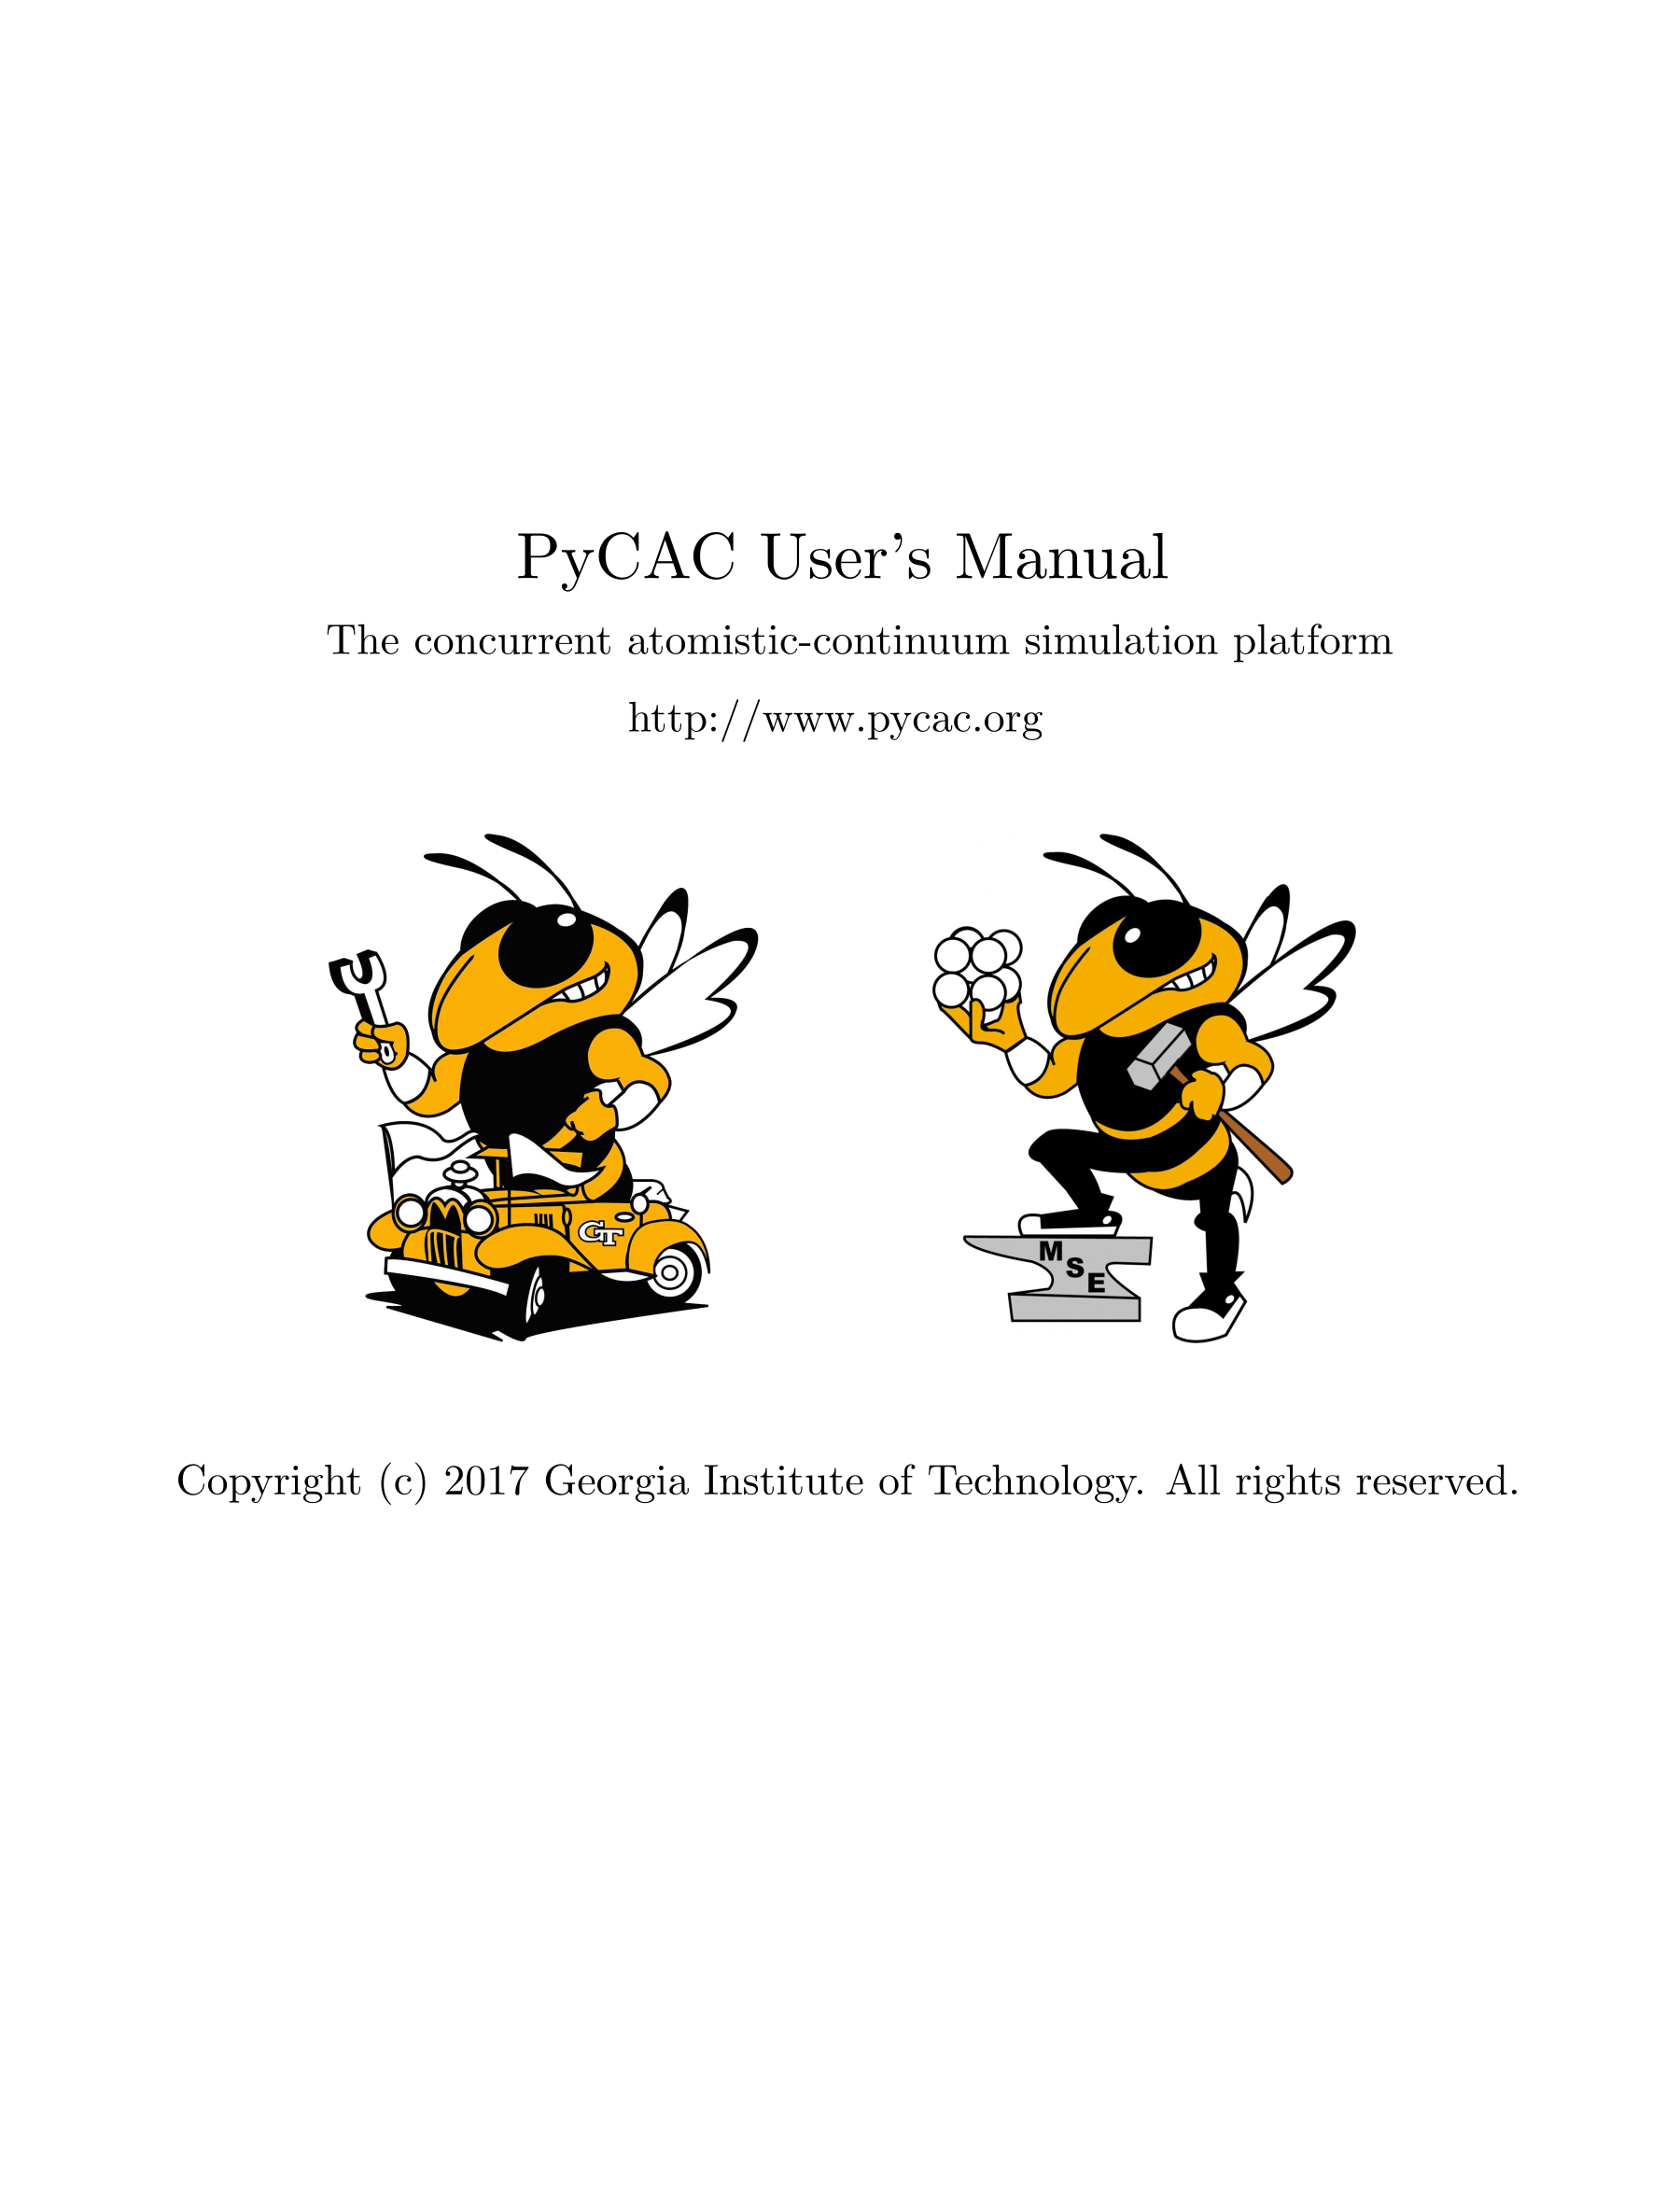 PyCAC User's Manual
The concurrent atomistic-continuum simulation platform
http://www.pycac.org
GT
M
S
E
Copyright (c) 2017 Georgia Institute of Technology. All rights reserved.